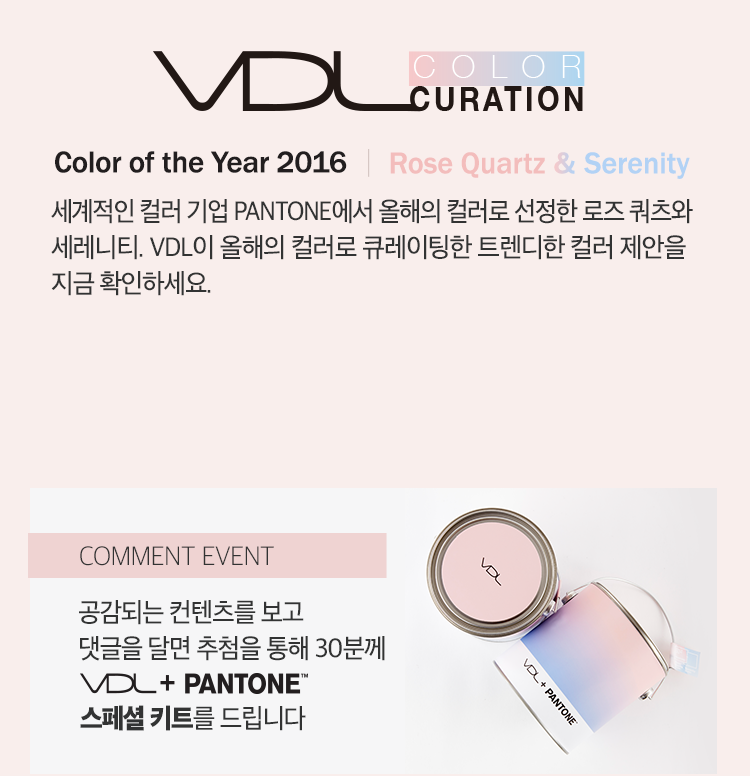 VDL COLOR
CURATION
Color of the Year 2016 | Rose Quartz & Serenity
세계적인 컬러 기업 PANTONE에서 올해의 컬러로 선정한 로즈 쿼츠와
세레니티. VDL이 올해의 컬러로 큐레이팅한 트렌디한 컬러 제안을
지금 확인하세요.
COMMENT EVENT
공감되는 컨텐츠를 보고
댓글을 달면 추첨을 통해 30분께
VDL + PANTONE™
스페셜 키트를 드립니다
VDL
VDL + PANTONE™